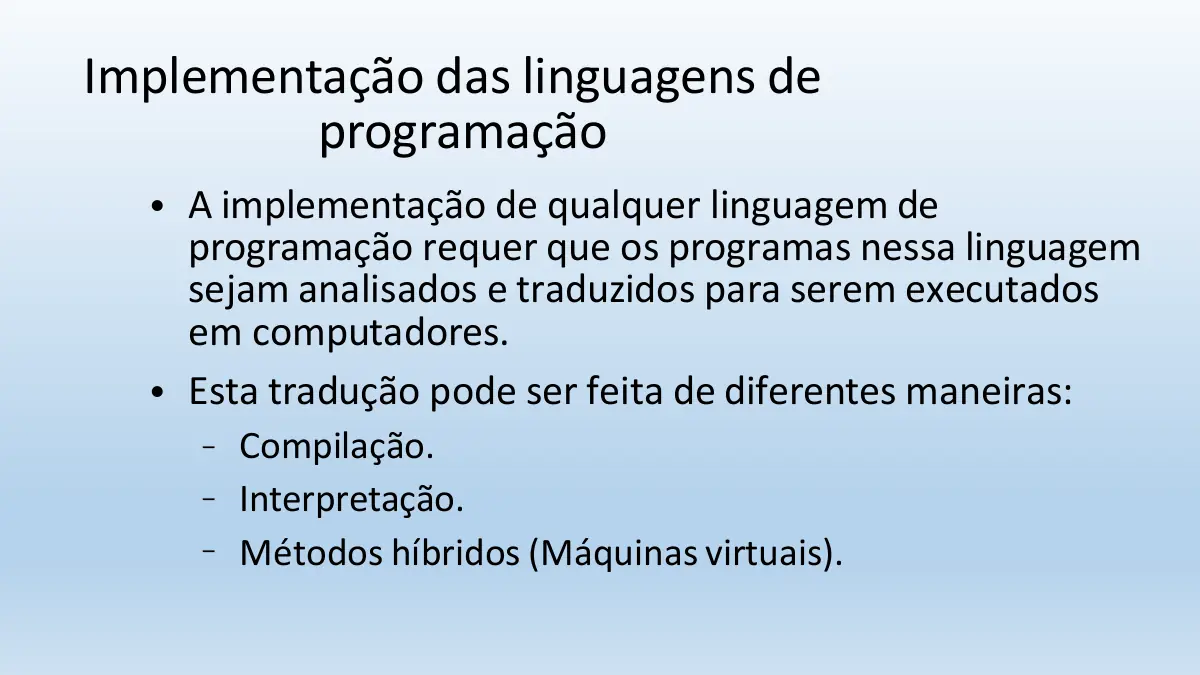 Implementação das linguagens de
programação
• A implementação de qualquer linguagem de
programação requer que os programas nessa linguagem
sejam analisados e traduzidos para serem executados
em computadores.
• Esta tradução pode ser feita de diferentes maneiras:
– Compilação.
– Interpretação.
– Métodos híbridos (Máquinas virtuais).